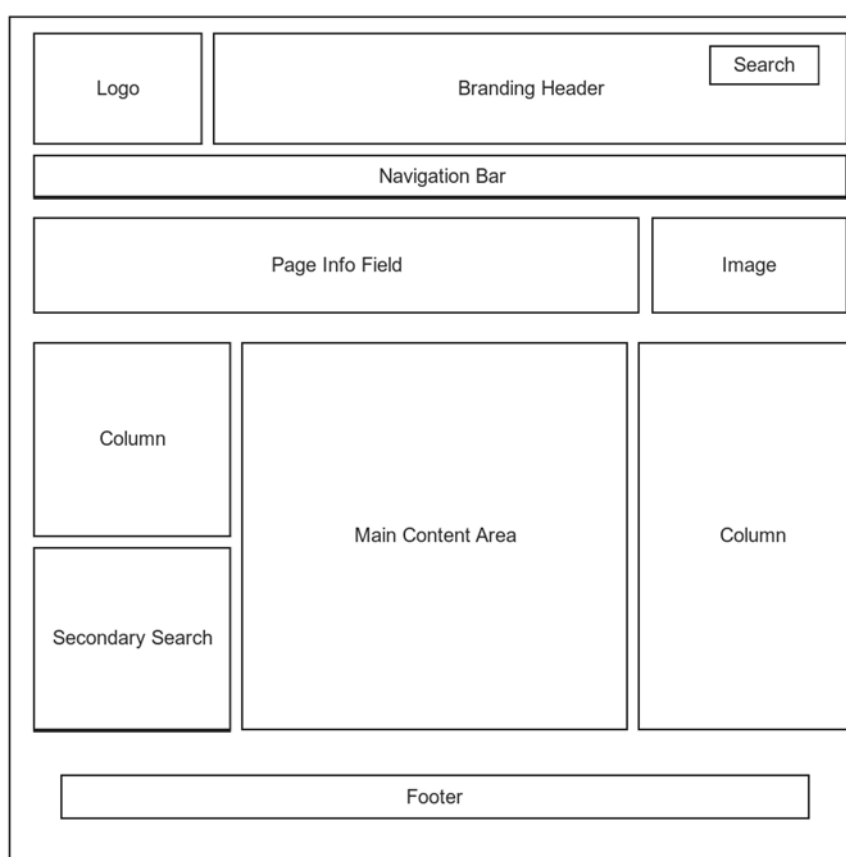 Logo
Branding Header
Search
Navigation Bar
Page Info Field
Image
Column
Main Content Area
Column
Secondary Search
Footer